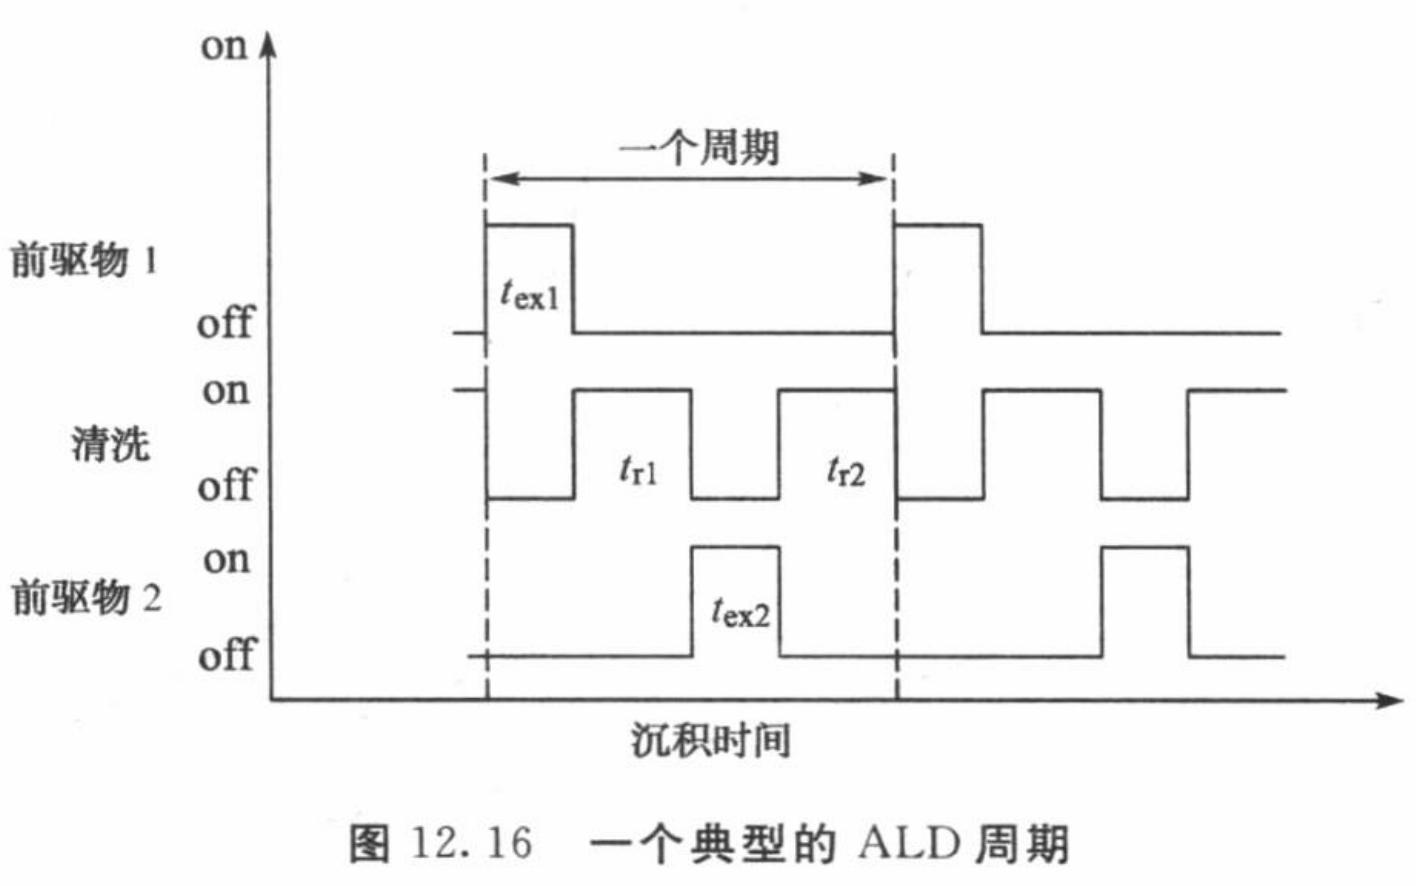 on
一个周期
前驱物 1
tex1
off
on
清洗
tr1
tr2
off
on
前驱物 2
tex2
off
沉积时间
图 12.16 一个典型的 ALD 周期